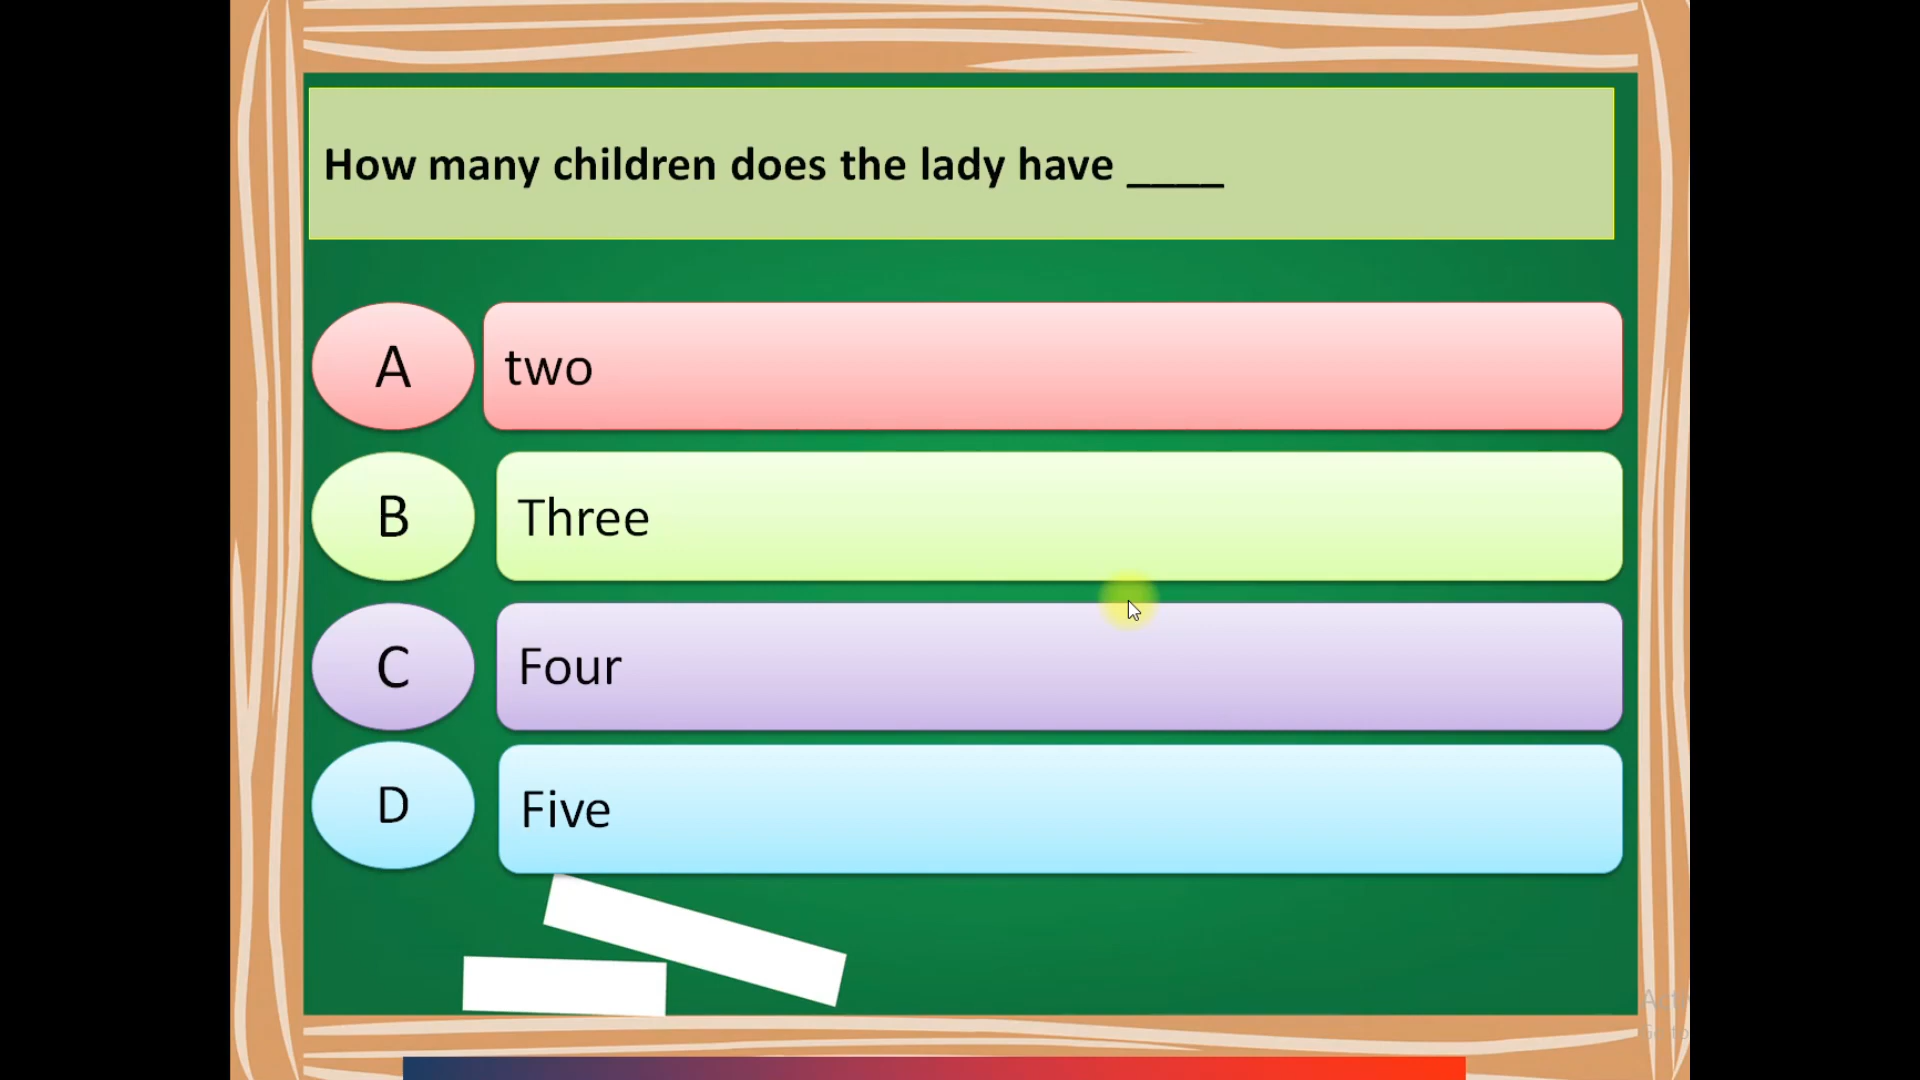 How many children does the lady have ____
A two
B Three
C Four
D Five